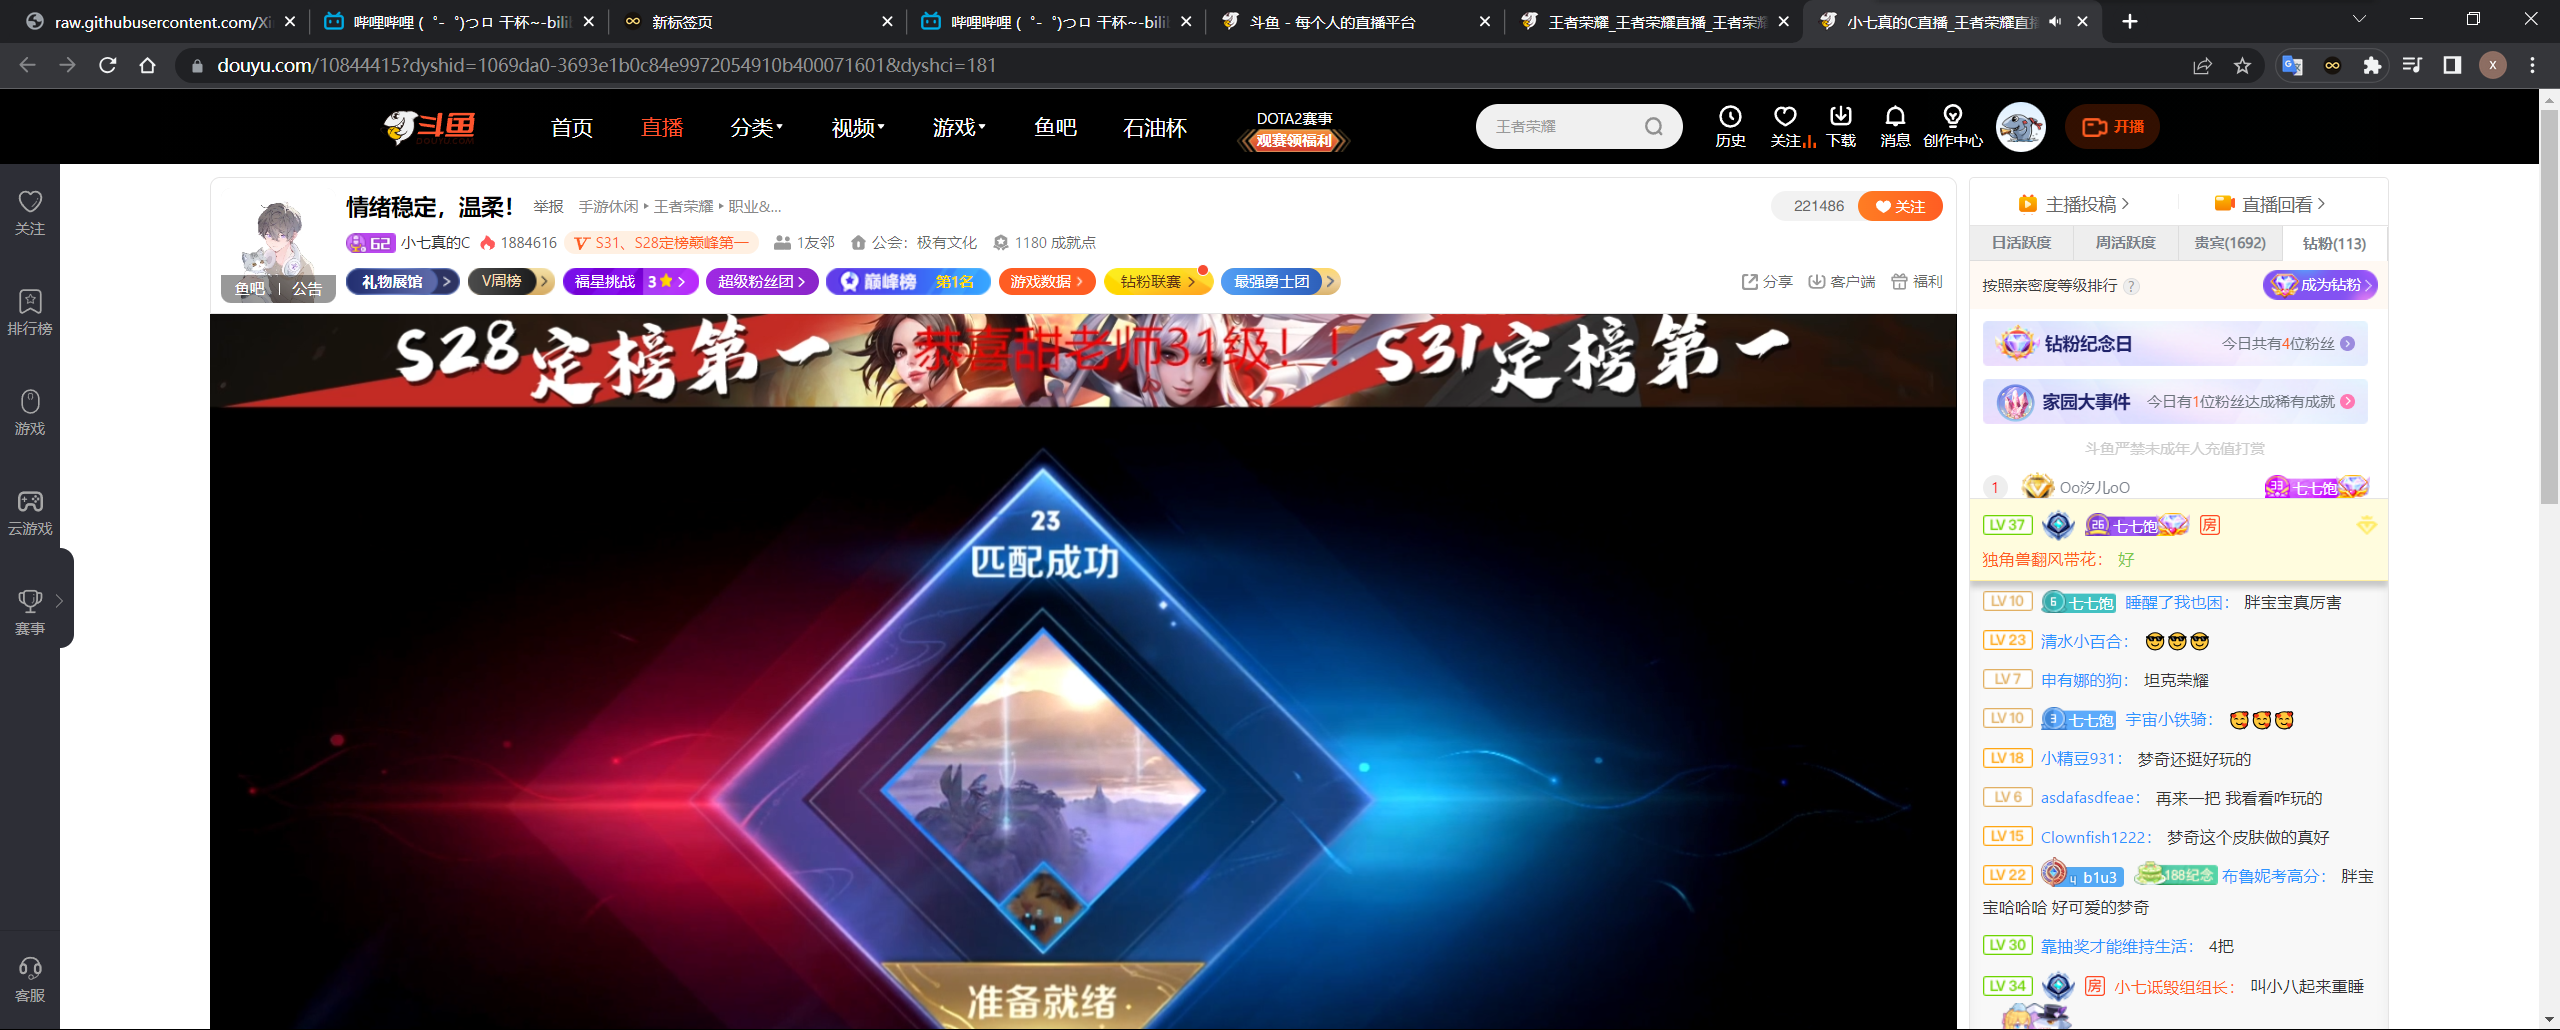 raw.githubusercontent.com/Xi
哔哩哔哩 ( ゜- ゜)つロ 干杯~-bili
新标签页
哔哩哔哩 ( ゜- ゜)つロ 干杯~-bili
斗鱼 - 每个人的直播平台
王者荣耀_王者荣耀直播_王者荣
小七真的C直播_王者荣耀直
douyu.com/10844415?dyshid=1069da0-3693e1b0c84e9972054910b400071601&dyshci=181
X
斗鱼
DOUYU.COM
首页
直播
分类
视频
游戏
鱼吧
石油杯
DOTA2赛事
观赛领福利
王者荣耀
历史
关注
下载
消息
创作中心
开播
关注
排行榜
游戏
云游戏
赛事
客服
情绪稳定，温柔！
举报
手游休闲
王者荣耀
职业&...
221486
关注
62
小七真的C
1884616
S31、S28定榜巅峰第一
1友邻
公会：极有文化
1180 成就点
鱼吧
公告
礼物展馆
V周榜
福星挑战 3
超级粉丝团
巅峰榜 第1名
游戏数据
钻粉联赛
最强勇士团
分享
客户端
福利
S28定榜第一
恭喜甜老师31级！！
S31定榜第一
23
匹配成功
准备就绪
主播投稿
直播回看
日活跃度
周活跃度
贵宾(1692)
钻粉(113)
按照亲密度等级排行 ?
成为钻粉
钻粉纪念日
今日共有4位粉丝
家园大事件
今日有1位粉丝达成稀有成就
斗鱼严禁未成年人充值打赏
1 Oo汐儿oO 33 七七饱
LV 37 26 七七饱 房
独角兽翻风带花： 好
LV 10 6 七七饱 睡醒了我也困： 胖宝宝真厉害
LV 23 清水小百合：
LV 7 申有娜的狗： 坦克荣耀
LV 10 3 七七饱 宇宙小铁骑：
LV 18 小精豆931： 梦奇还挺好玩的
LV 6 asdafasdfeae： 再来一把 我看看咋玩的
LV 15 Clownfish1222： 梦奇这个皮肤做的真好
LV 22 ч b1u3 188纪念 布鲁妮考高分： 胖宝
宝哈哈哈 好可爱的梦奇
LV 30 靠抽奖才能维持生活： 4把
LV 34 房 小七诋毁组组长： 叫小八起来重睡